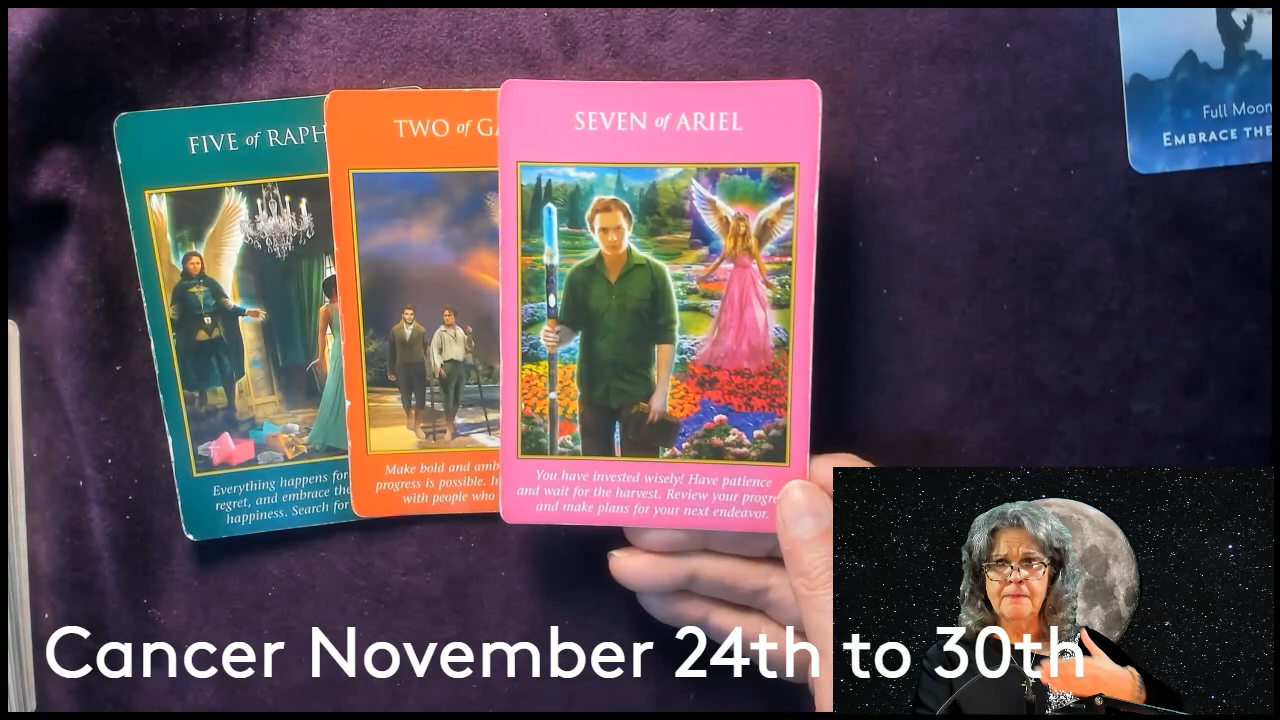 FIVE of RAPH
TWO of GA
SEVEN of ARIEL
Full Moon
EMBRACE THE
Everything happens for
regret, and embrace the
happiness. Search for
Make bold and amb
progress is possible. In
with people who
You have invested wisely! Have patience
and wait for the harvest. Review your progre
and make plans for your next endeavor.
Cancer November 24th to 30th